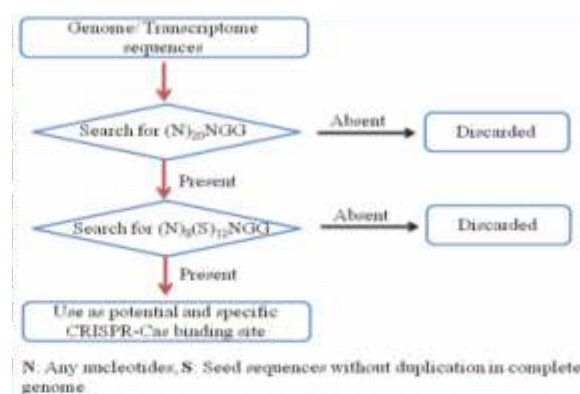 Genome/Transcriptome
sequences
Search for (N)₂₀NGG
Absent
Discarded
Present
Search for (N)₈(S)₁₂NGG
Absent
Discarded
Present
Use as potential and specific
CRISPR-Cas binding site
N: Any nucleotides, S: Seed sequences without duplication in complete
genome